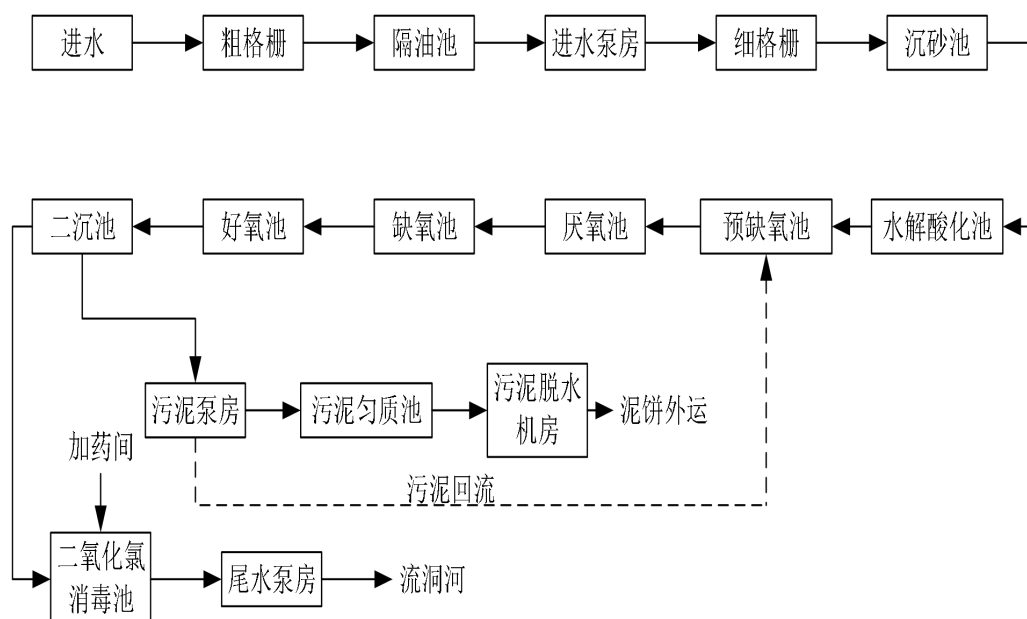 进水
粗格栅
隔油池
进水泵房
细格栅
沉砂池
二沉池
好氧池
缺氧池
厌氧池
预缺氧池
水解酸化池
污泥泵房
污泥匀质池
污泥脱水
机房
泥饼外运
加药间
污泥回流
二氧化氯
消毒池
尾水泵房
流洞河